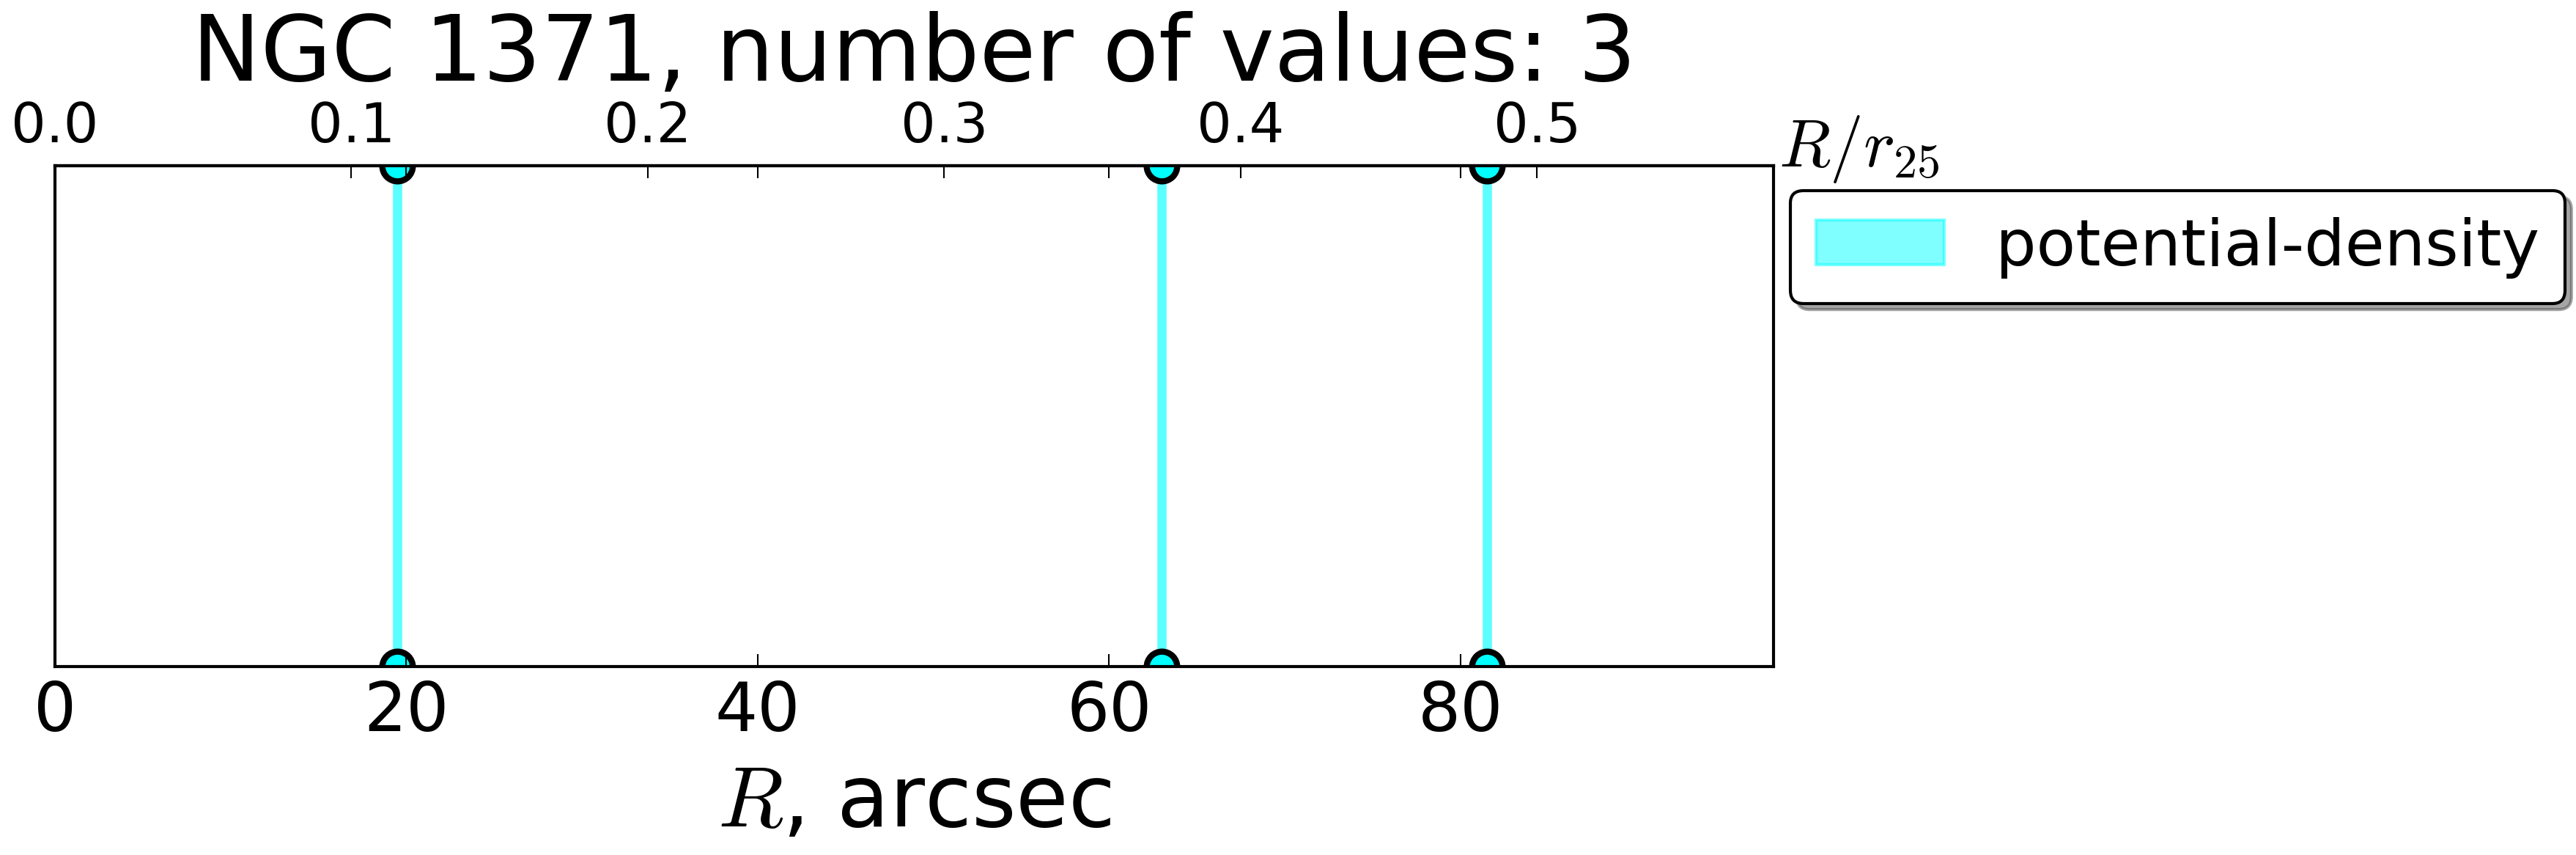 NGC 1371, number of values: 3
0.0 0.1 0.2 0.3 0.4 0.5
R/r25
potential-density
0 20 40 60 80
R, arcsec